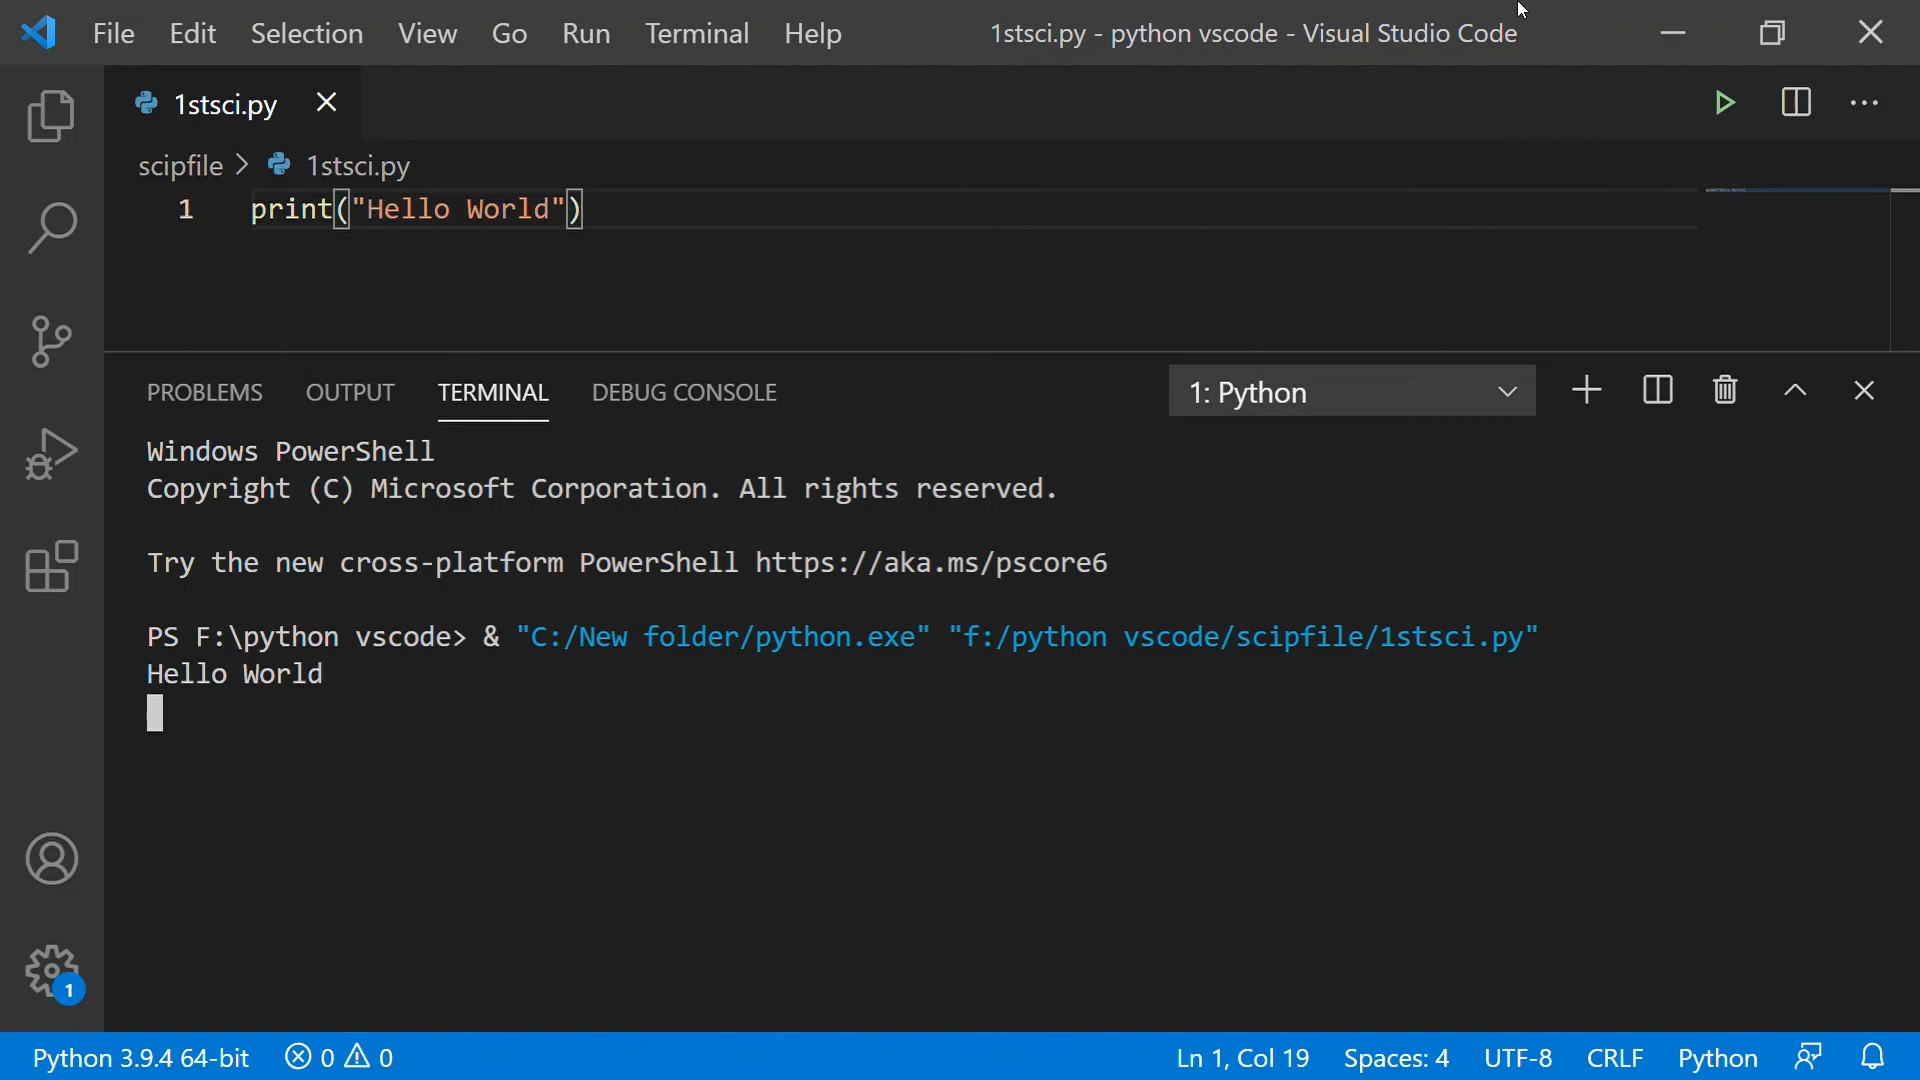 File Edit Selection View Go Run Terminal Help 1stsci.py - python vscode - Visual Studio Code
1stsci.py
scipfile > 1stsci.py
1 print("Hello World")
PROBLEMS OUTPUT TERMINAL DEBUG CONSOLE 1: Python
Windows PowerShell
Copyright (C) Microsoft Corporation. All rights reserved.
Try the new cross-platform PowerShell https://aka.ms/pscore6
PS F:\python vscode> & "C:/New folder/python.exe" "f:/python vscode/scipfile/1stsci.py"
Hello World
1
Python 3.9.4 64-bit 0 0 Ln 1, Col 19 Spaces: 4 UTF-8 CRLF Python